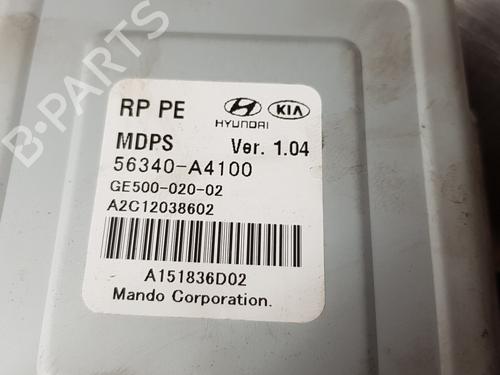 B-PARTS
RP PE HYUNDAI KIA
MDPS Ver. 1.04
56340-A4100
GE500-020-02
A2C12038602
A151836D02
Mando Corporation.